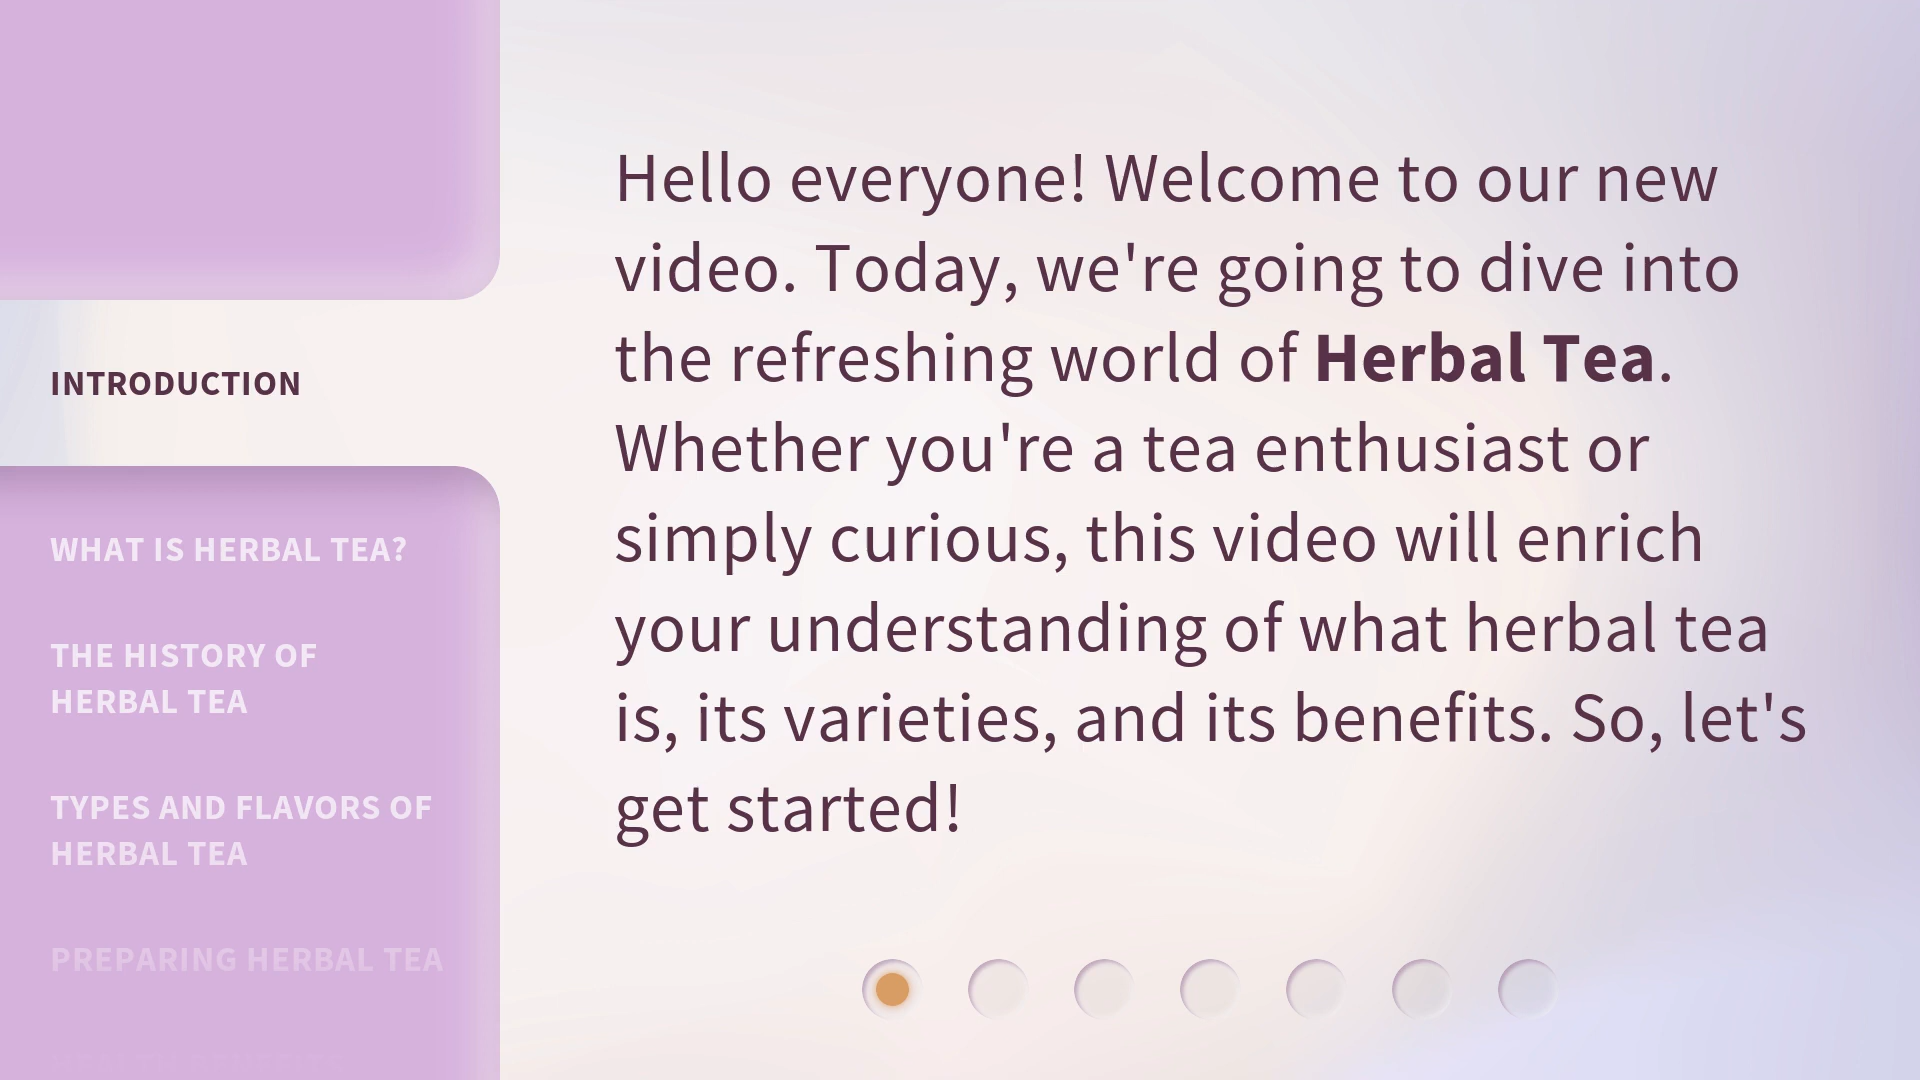 INTRODUCTION
WHAT IS HERBAL TEA?
THE HISTORY OF
HERBAL TEA
TYPES AND FLAVORS OF
HERBAL TEA
PREPARING HERBAL TEA
Hello everyone! Welcome to our new
video. Today, we're going to dive into
the refreshing world of Herbal Tea.
Whether you're a tea enthusiast or
simply curious, this video will enrich
your understanding of what herbal tea
is, its varieties, and its benefits. So, let's
get started!